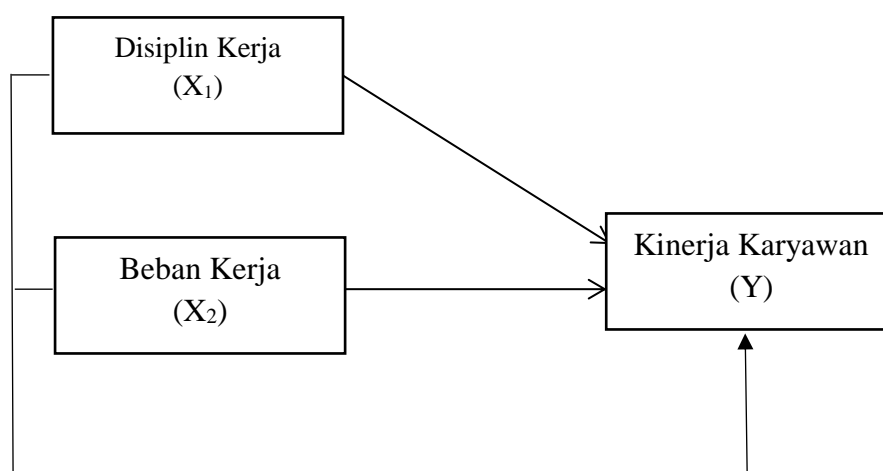 Disiplin Kerja
(X₁)
Beban Kerja
(X₂)
Kinerja Karyawan
(Y)